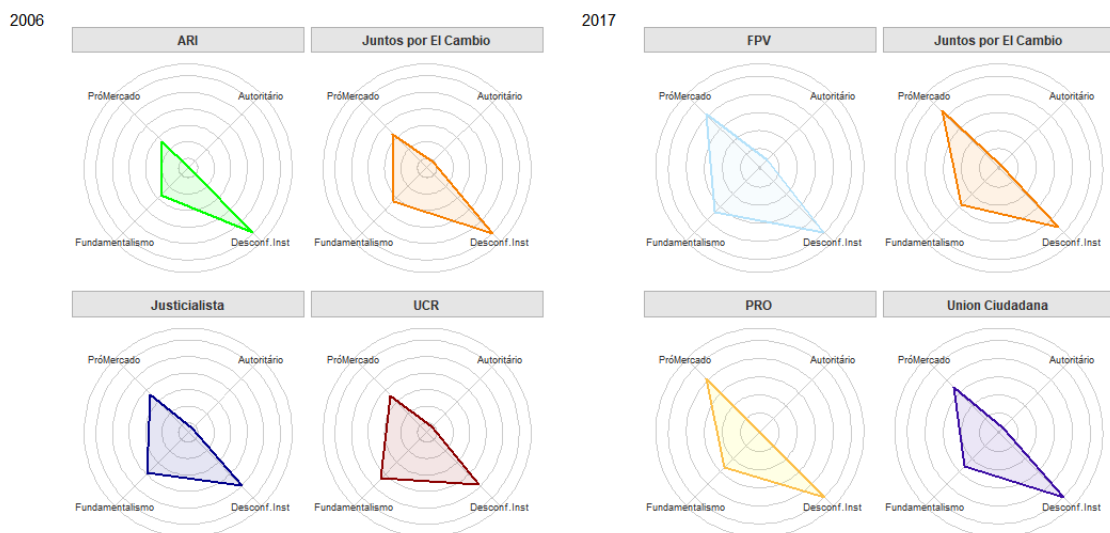 2006
2017
ARI
Juntos por El Cambio
FPV
Juntos por El Cambio
PróMercado
Autoritário
PróMercado
Autoritário
PróMercado
Autoritário
PróMercado
Autoritário
Fundamentalismo
Desconf.Inst
Fundamentalismo
Desconf.Inst
Fundamentalismo
Desconf.Inst
Fundamentalismo
Desconf.Inst
Justicialista
UCR
PRO
Union Ciudadana
PróMercado
Autoritário
PróMercado
Autoritário
PróMercado
Autoritário
PróMercado
Autoritário
Fundamentalismo
Desconf.Inst
Fundamentalismo
Desconf.Inst
Fundamentalismo
Desconf.Inst
Fundamentalismo
Desconf.Inst